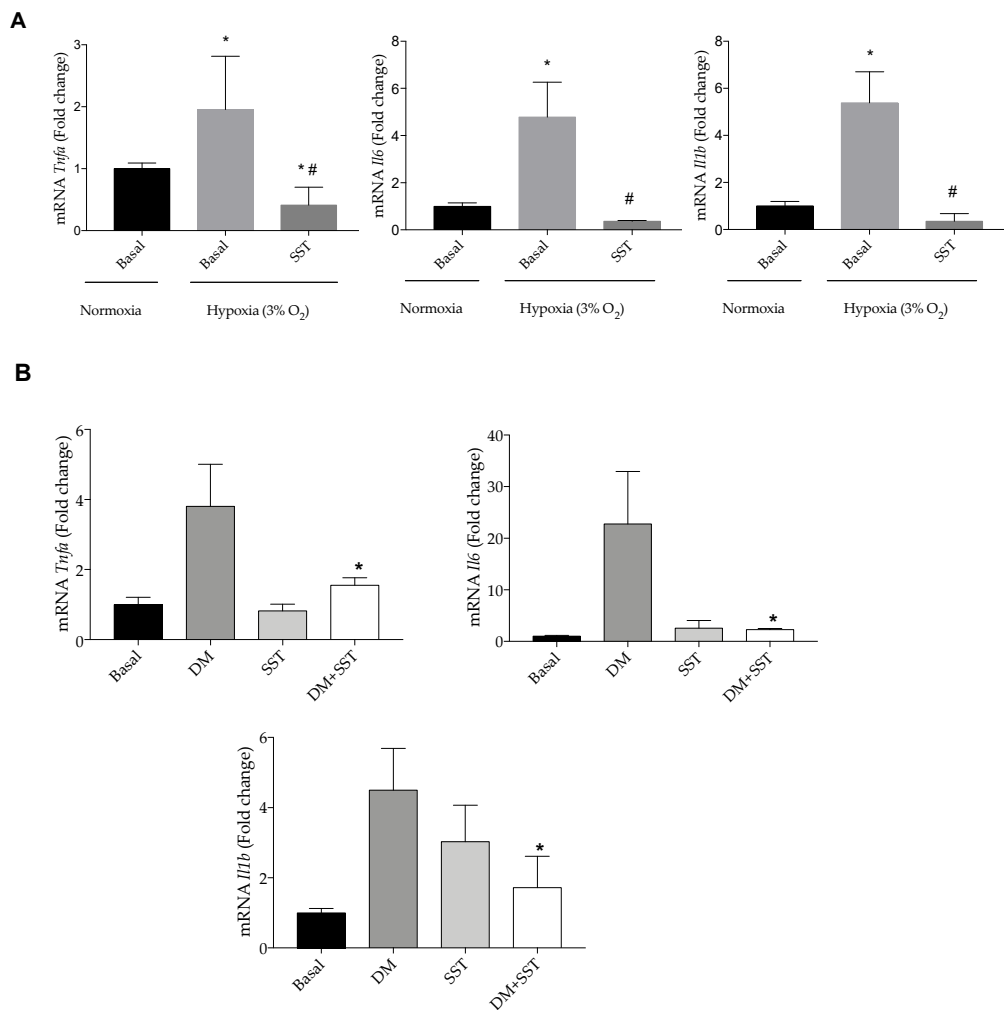 A
mRNA Tnfa (Fold change)
3
2
1
0
*
* #
Basal
Basal
SST
Normoxia
Hypoxia (3% O2)
mRNA Il6 (Fold change)
8
6
4
2
0
*
#
Basal
Basal
SST
Normoxia
Hypoxia (3% O2)
mRNA Il1b (Fold change)
8
6
4
2
0
*
#
Basal
Basal
SST
Normoxia
Hypoxia (3% O2)
B
mRNA Tnfa (Fold change)
6
4
2
0
*
Basal
DM
SST
DM+SST
mRNA Il6 (Fold change)
40
30
20
10
0
*
Basal
DM
SST
DM+SST
mRNA Il1b (Fold change)
6
4
2
0
*
Basal
DM
SST
DM+SST